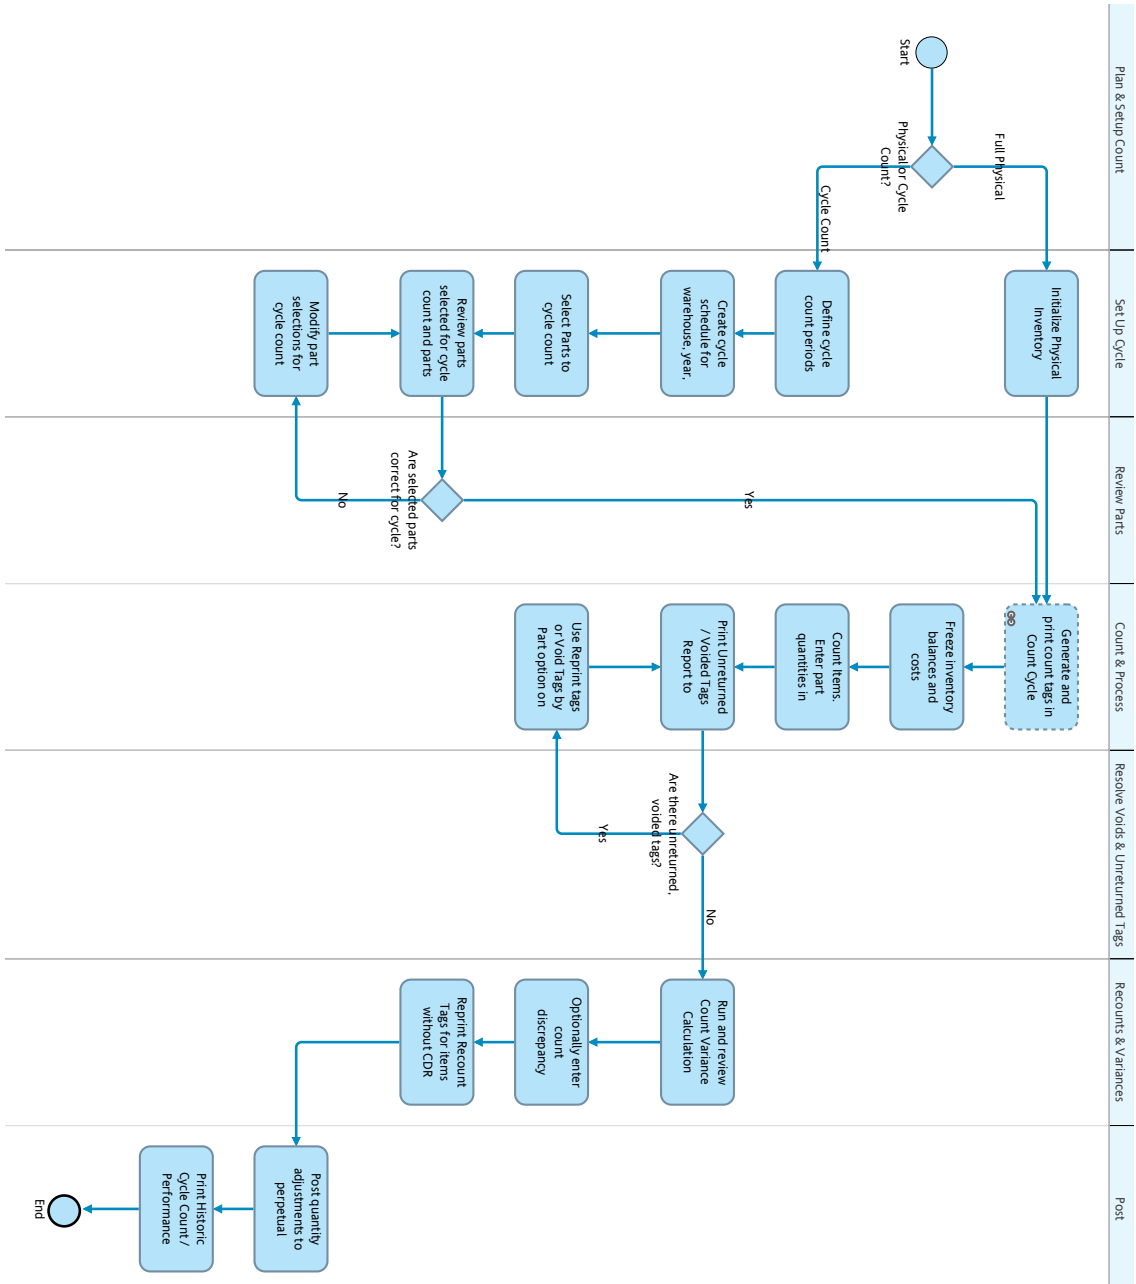 Plan & Setup Count
Start
Physical or Cycle
Count?
Full Physical
Cycle Count
Set Up Cycle
Initialize Physical
Inventory
Define cycle
count periods
Create cycle
schedule for
warehouse, year,
Select Parts to
cycle count
Review parts
selected for cycle
count and parts
Modify part
selections for
cycle count
Review Parts
Are selected parts
correct for cycle?
Yes
No
Count & Process
Generate and
print count tags in
Count Cycle
Freeze inventory
balances and
costs
Count Items.
Enter part
quantities in
Print Unreturned
/ Voided Tags
Report to
Use Reprint tags
or Void Tags by
Part option on
Resolve Voids & Unreturned Tags
Are there unreturned,
voided tags?
Yes
No
Recounts & Variances
Run and review
Count Variance
Calculation
Optionally enter
count
discrepancy
Reprint Recount
Tags for items
without CDR
Post
Post quantity
adjustments to
perpetual
Print Historic
Cycle Count /
Performance
End